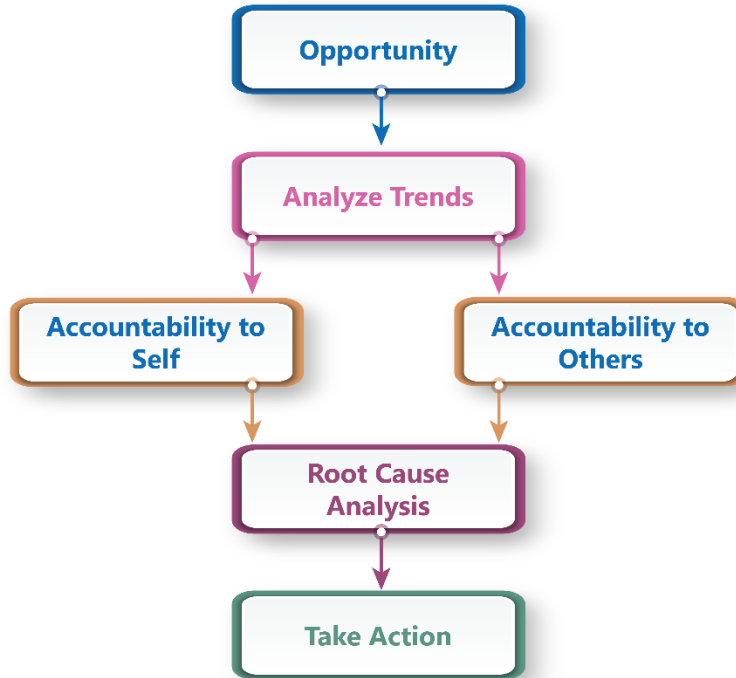 Opportunity
Analyze Trends
Accountability to
Self
Accountability to
Others
Root Cause
Analysis
Take Action